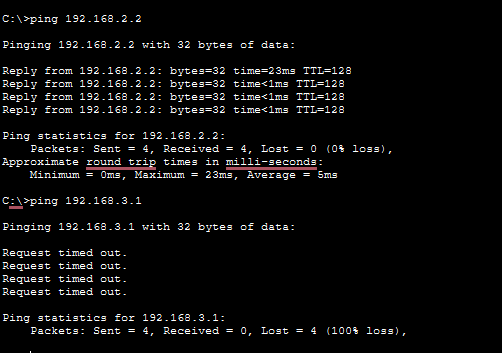 C:\>ping 192.168.2.2
Pinging 192.168.2.2 with 32 bytes of data:
Reply from 192.168.2.2: bytes=32 time=23ms TTL=128
Reply from 192.168.2.2: bytes=32 time<1ms TTL=128
Reply from 192.168.2.2: bytes=32 time<1ms TTL=128
Reply from 192.168.2.2: bytes=32 time<1ms TTL=128
Ping statistics for 192.168.2.2:
    Packets: Sent = 4, Received = 4, Lost = 0 (0% loss),
Approximate round trip times in milli-seconds:
    Minimum = 0ms, Maximum = 23ms, Average = 5ms
C:\>ping 192.168.3.1
Pinging 192.168.3.1 with 32 bytes of data:
Request timed out.
Request timed out.
Request timed out.
Request timed out.
Ping statistics for 192.168.3.1:
    Packets: Sent = 4, Received = 0, Lost = 4 (100% loss),